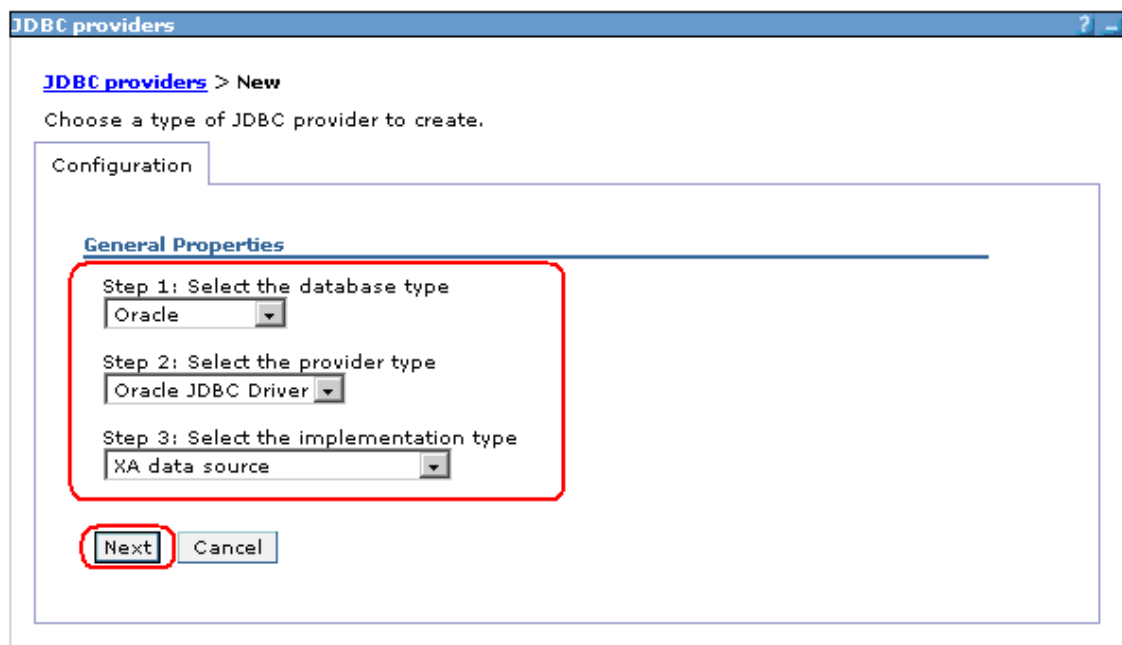 JDBC providers ? –
JDBC providers > New
Choose a type of JDBC provider to create.
Configuration
General Properties
Step 1: Select the database type
Oracle
Step 2: Select the provider type
Oracle JDBC Driver
Step 3: Select the implementation type
XA data source
Next Cancel